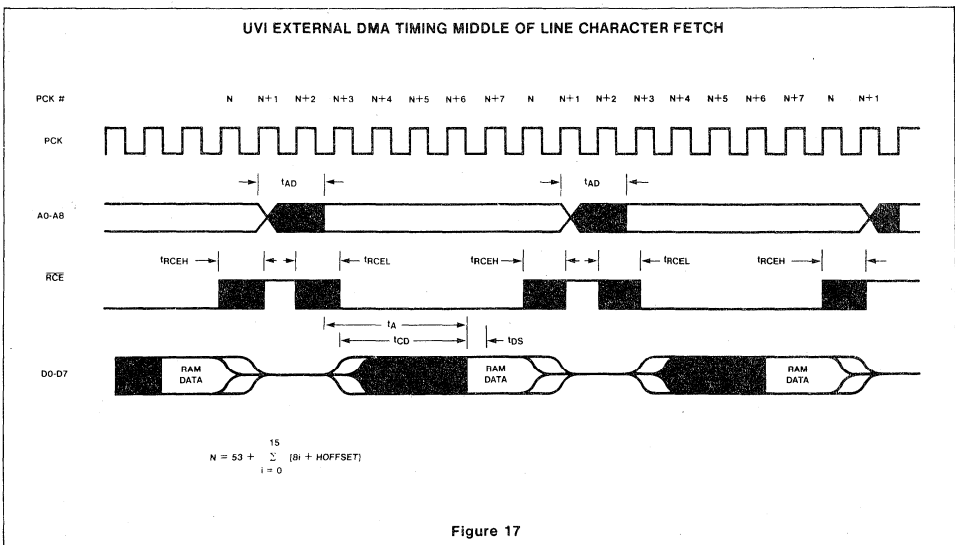 UVI EXTERNAL DMA TIMING MIDDLE OF LINE CHARACTER FETCH
PCK # N N+1 N+2 N+3 N+4 N+5 N+6 N+7 N N+1 N+2 N+3 N+4 N+5 N+6 N+7 N N+1
PCK
tAD tAD
A0-A8
tRCEH tRCEL tRCEH tRCEL tRCEH
RCE
tA
tCD tDS
D0-D7 RAM DATA RAM DATA RAM DATA
15
N = 53 + Σ (8i + HOFFSET)
i = 0
Figure 17